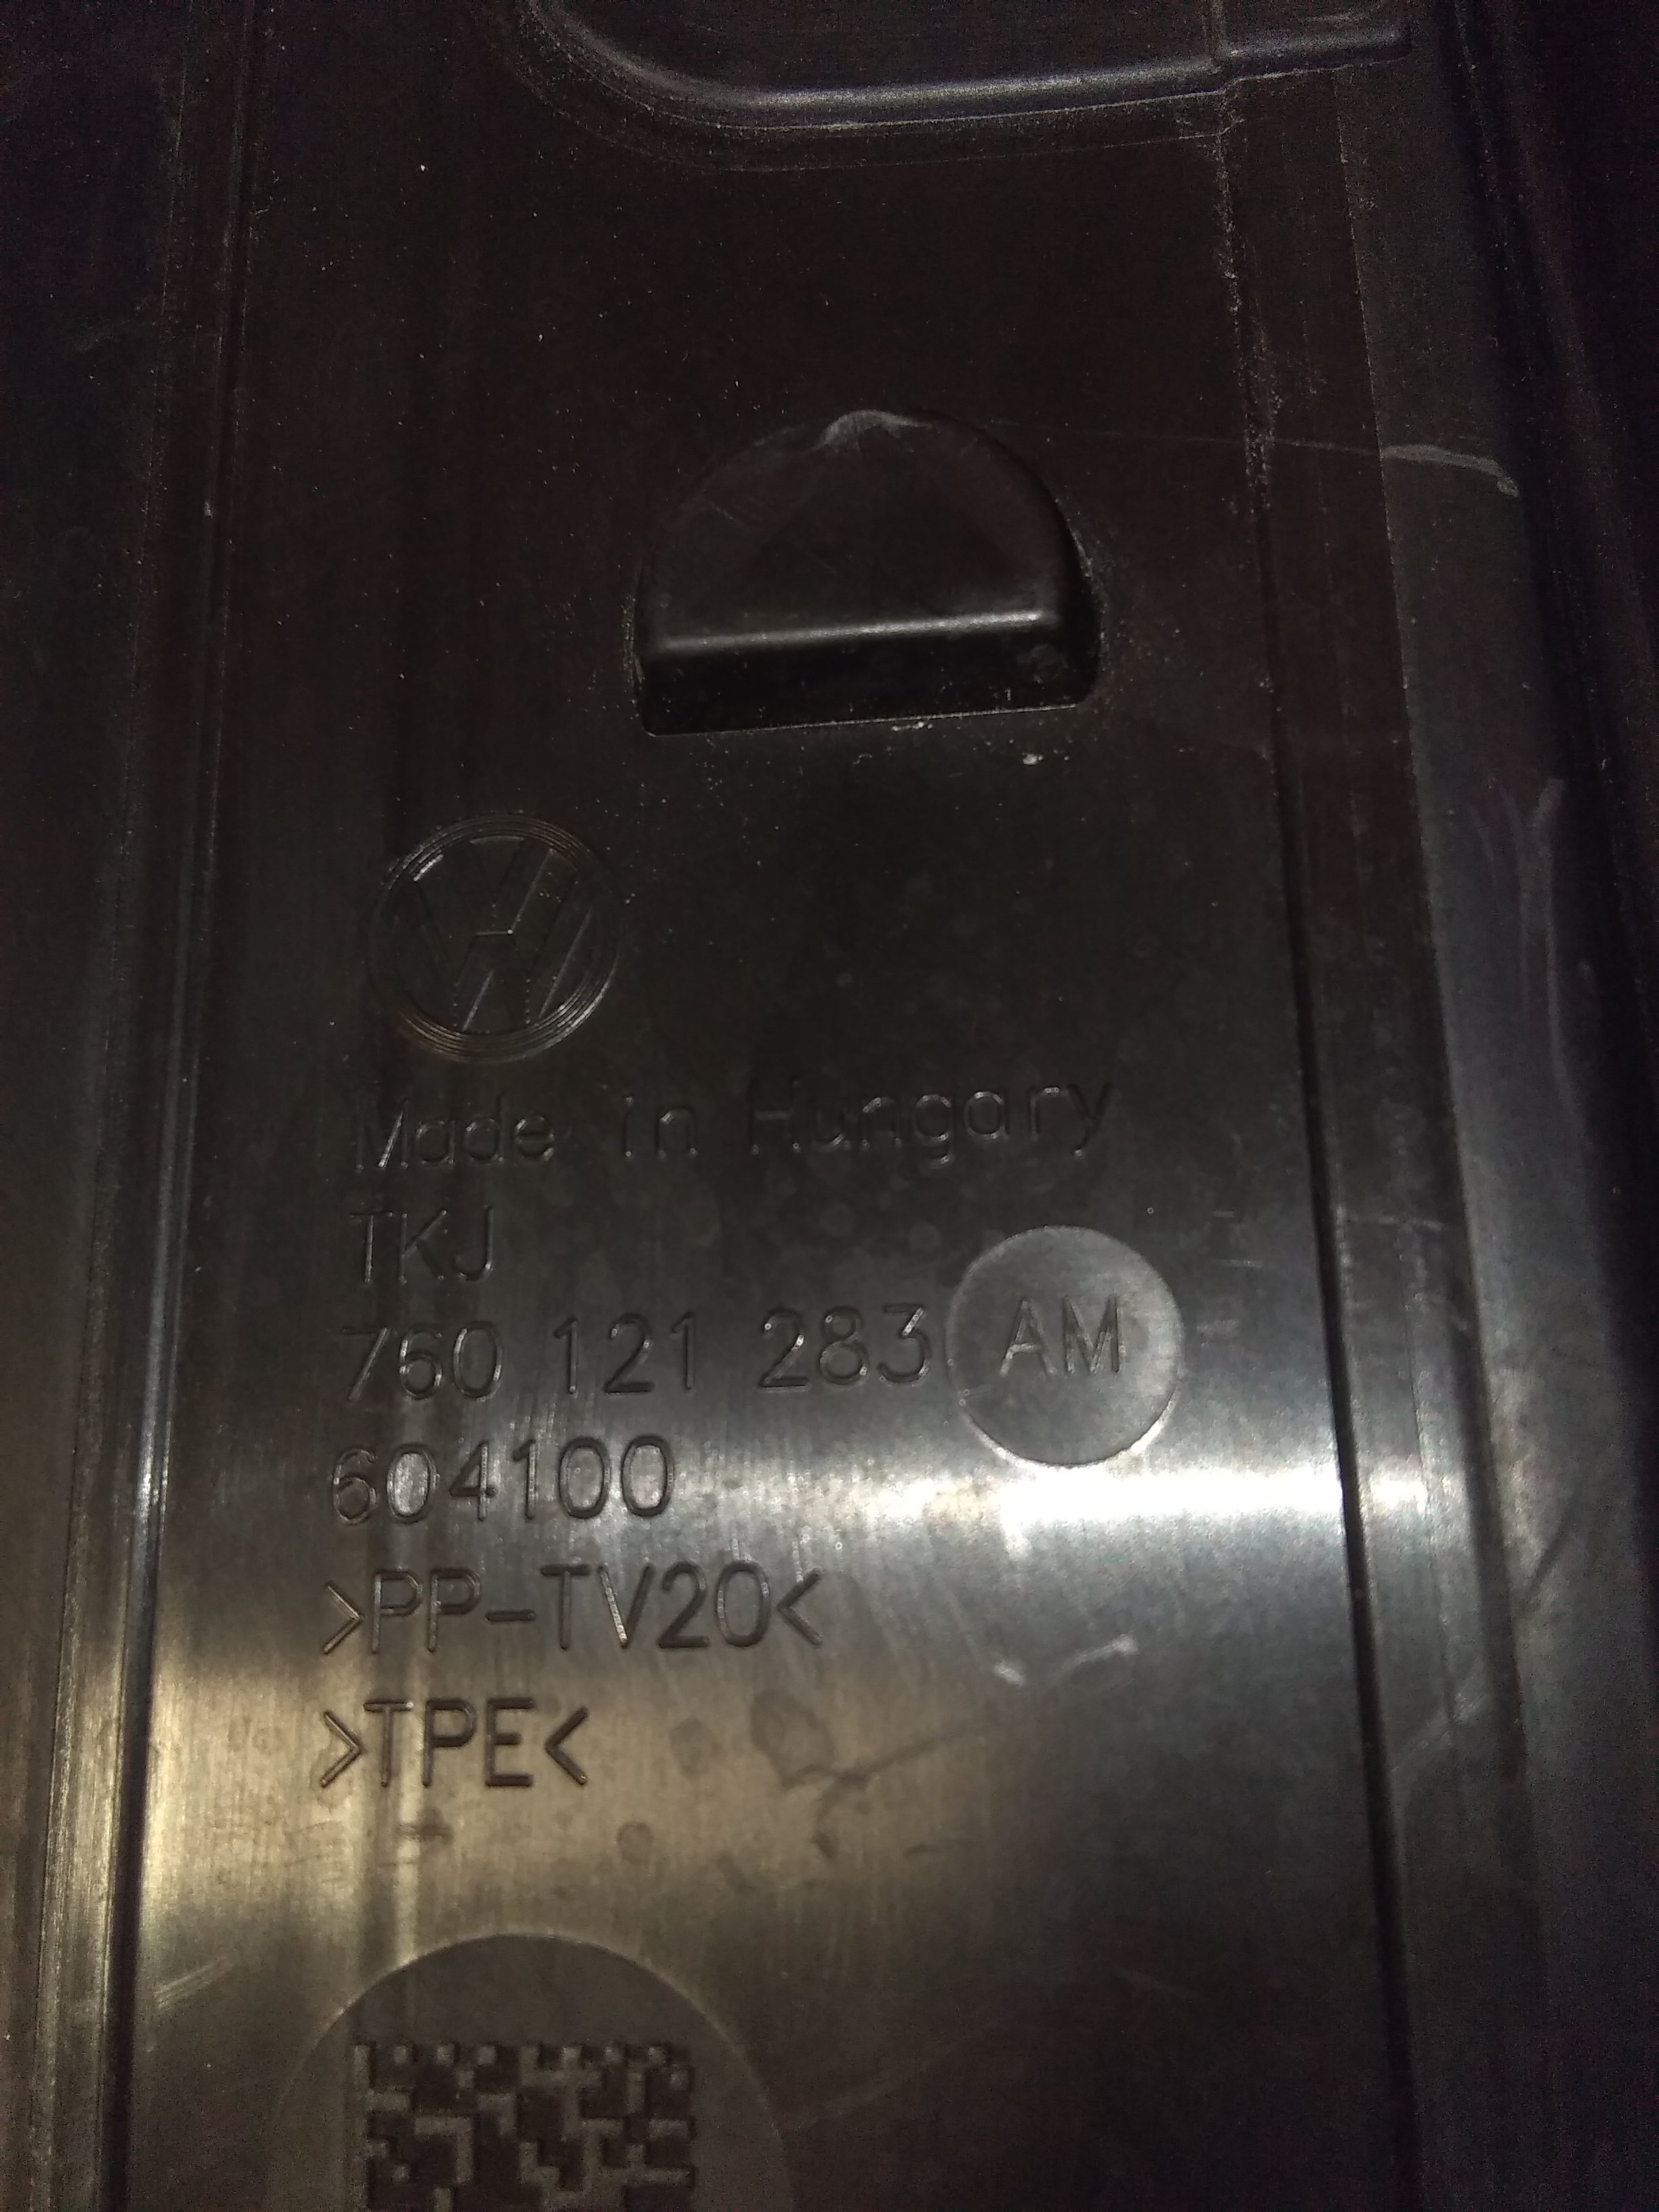 Made in Hungary
TKJ
760 121 283 AM
604100
>PP-TV20<
>TPE<